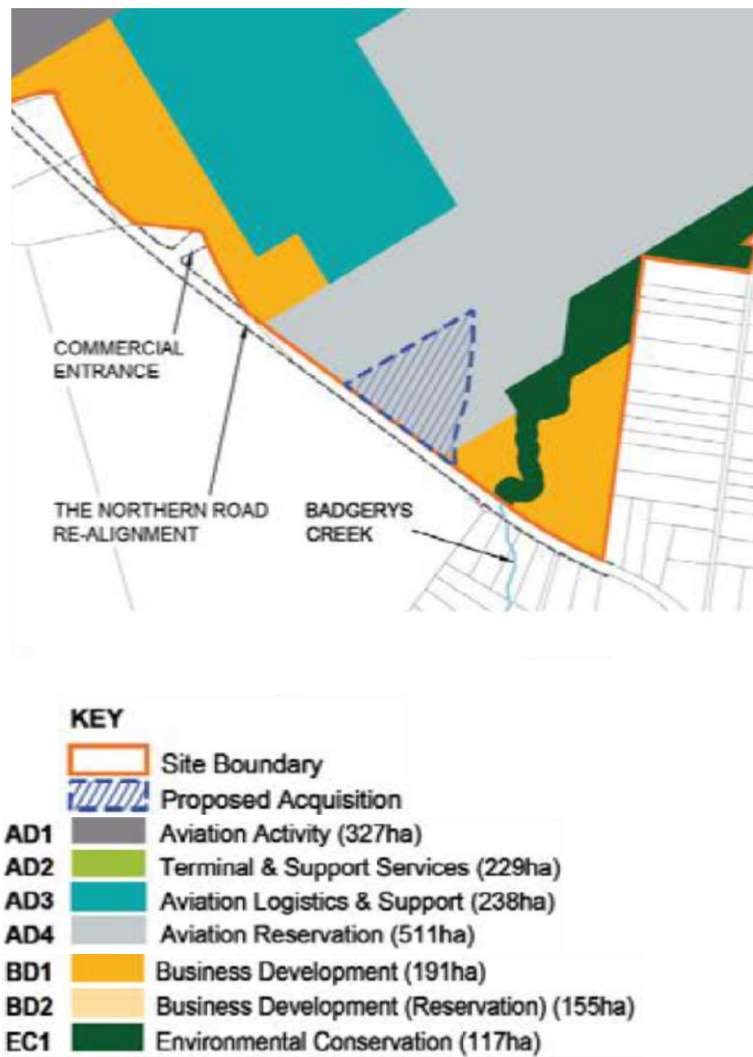 COMMERCIAL
ENTRANCE
THE NORTHERN ROAD
RE-ALIGNMENT
BADGERYS
CREEK
KEY
Site Boundary
Proposed Acquisition
AD1 Aviation Activity (327ha)
AD2 Terminal & Support Services (229ha)
AD3 Aviation Logistics & Support (238ha)
AD4 Aviation Reservation (511ha)
BD1 Business Development (191ha)
BD2 Business Development (Reservation) (155ha)
EC1 Environmental Conservation (117ha)